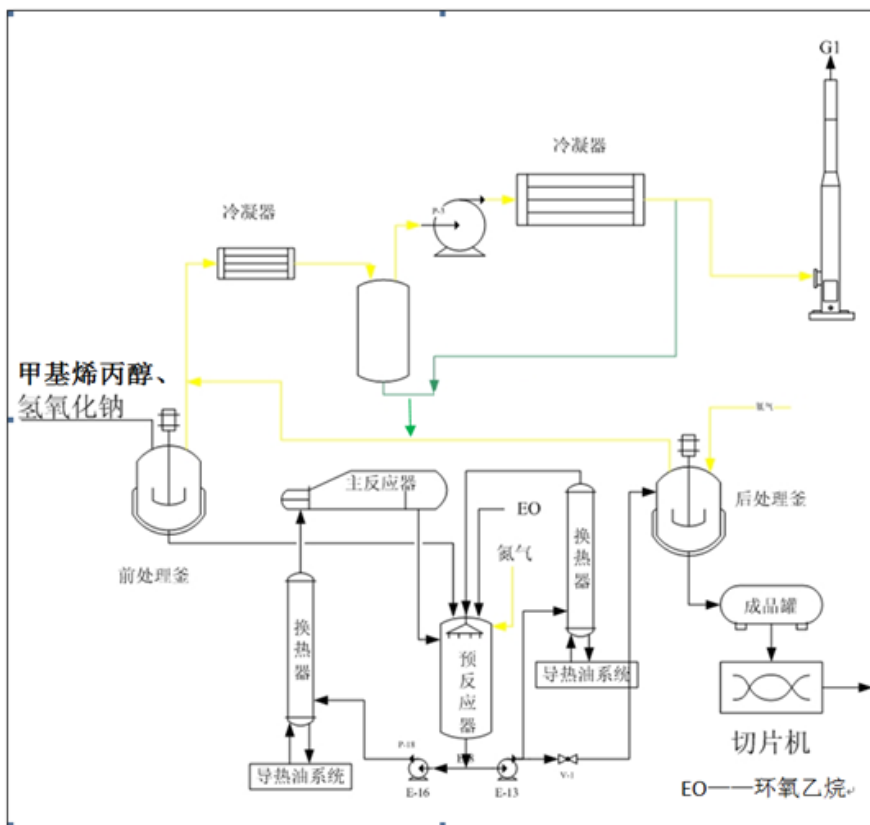 G1
冷凝器
冷凝器
P-5
甲基烯丙醇、
氢氧化钠
氮气
主反应器
EO
后处理釜
换热器
氮气
前处理釜
成品罐
换热器
预反应器
导热油系统
切片机
P-18
导热油系统
E-16
E-13
V-1
EO——环氧乙烷